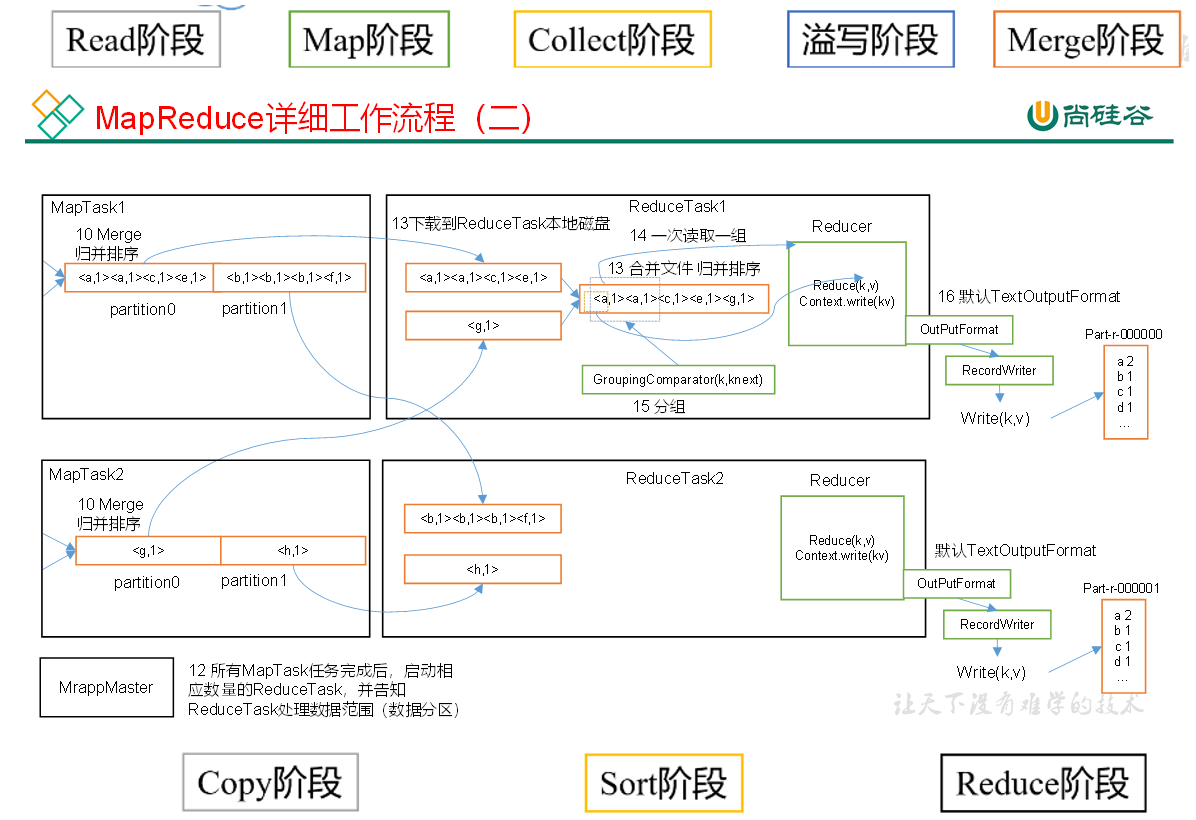 Read阶段
Map阶段
Collect阶段
溢写阶段
Merge阶段
MapReduce详细工作流程（二）
尚硅谷
MapTask1
10 Merge
归并排序
<a,1><a,1><c,1><e,1>
<b,1><b,1><b,1><f,1>
partition0
partition1
ReduceTask1
13下载到ReduceTask本地磁盘
<a,1><a,1><c,1><e,1>
<g,1>
14 一次读取一组
13 合并文件 归并排序
<a,1><a,1><c,1><e,1><g,1>
GroupingComparator(k,knext)
15 分组
Reducer
Reduce(k,v)
Context.write(kv)
16 默认TextOutputFormat
OutPutFormat
RecordWriter
Write(k,v)
Part-r-000000
a 2
b 1
c 1
d 1
...
MapTask2
10 Merge
归并排序
<g,1>
<h,1>
partition0
partition1
ReduceTask2
<b,1><b,1><b,1><f,1>
<h,1>
Reducer
Reduce(k,v)
Context.write(kv)
默认TextOutputFormat
OutPutFormat
RecordWriter
Write(k,v)
Part-r-000001
a 2
b 1
c 1
d 1
...
MrappMaster
12 所有MapTask任务完成后，启动相
应数量的ReduceTask，并告知
ReduceTask处理数据范围（数据分区）
让天下没有难学的技术
Copy阶段
Sort阶段
Reduce阶段